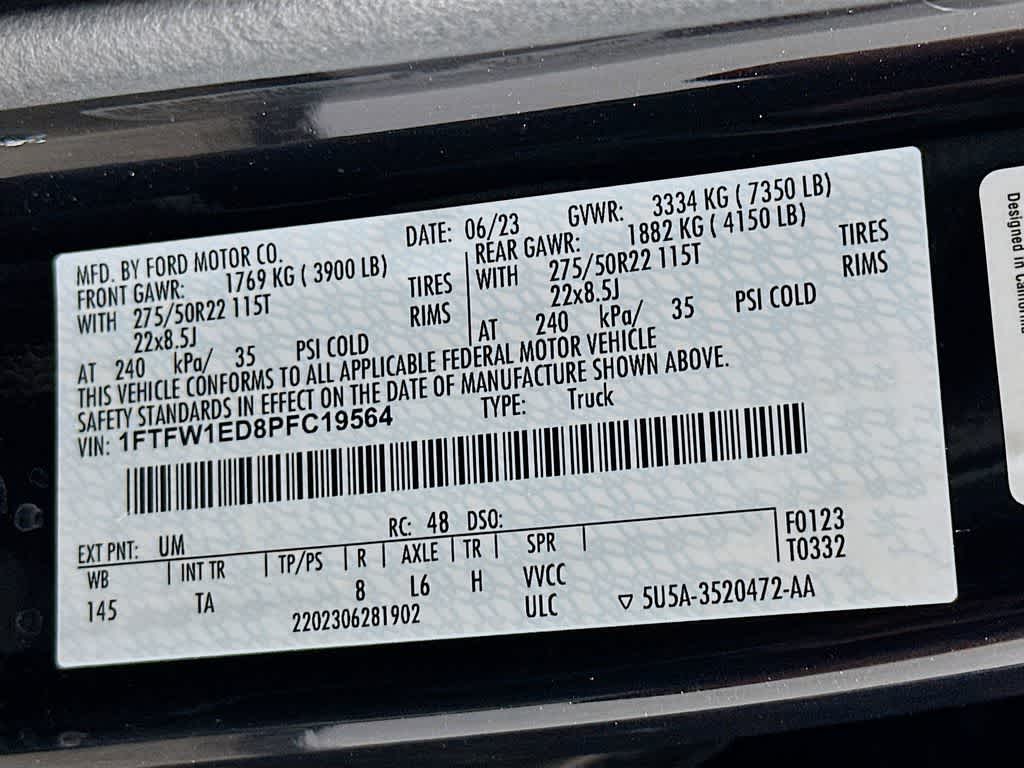 MFD. BY FORD MOTOR CO.
DATE: 06/23 GVWR: 3334 KG ( 7350 LB)
FRONT GAWR: 1769 KG ( 3900 LB)
WITH 275/50R22 115T TIRES
22x8.5J RIMS
AT 240 kPa/ 35 PSI COLD
REAR GAWR: 1882 KG ( 4150 LB)
WITH 275/50R22 115T TIRES
22x8.5J RIMS
AT 240 kPa/ 35 PSI COLD
THIS VEHICLE CONFORMS TO ALL APPLICABLE FEDERAL MOTOR VEHICLE
SAFETY STANDARDS IN EFFECT ON THE DATE OF MANUFACTURE SHOWN ABOVE.
VIN: 1FTFW1ED8PFC19564 TYPE: Truck
EXT PNT: UM RC: 48 DSO:
F0123
T0332
WB | INT TR | TP/PS | R | AXLE | TR | SPR |
145 TA 8 L6 H VVCC
ULC
2202306281902
▽ 5U5A-3520472-AA
Designed in California